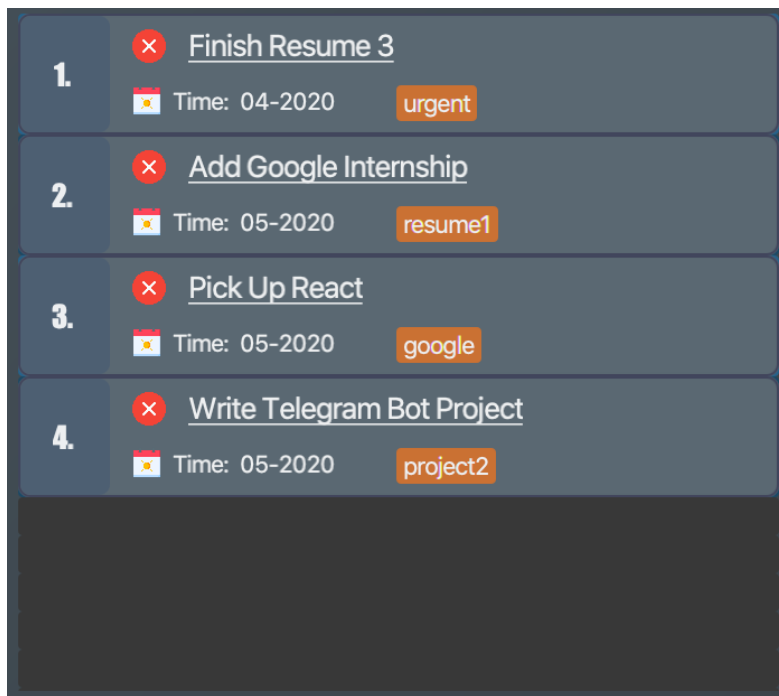 1.
Finish Resume 3
Time: 04-2020 urgent
2.
Add Google Internship
Time: 05-2020 resume1
3.
Pick Up React
Time: 05-2020 google
4.
Write Telegram Bot Project
Time: 05-2020 project2